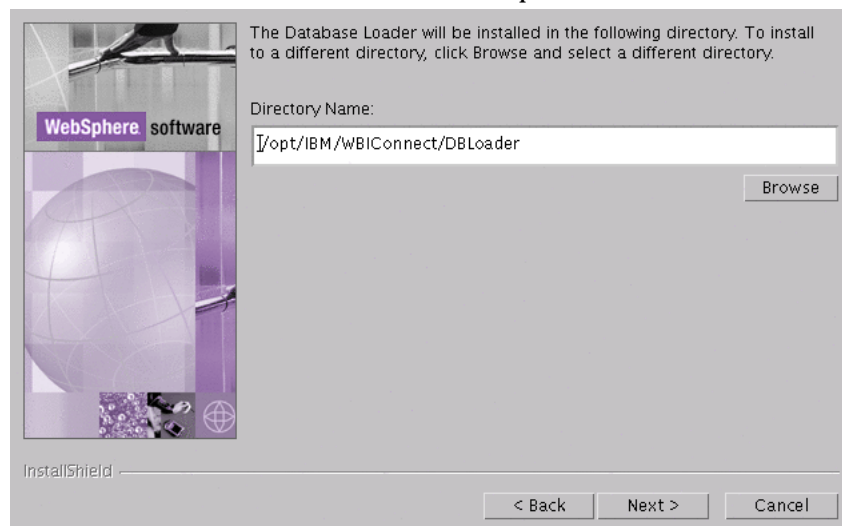 The Database Loader will be installed in the following directory. To install
to a different directory, click Browse and select a different directory.
Directory Name:
/opt/IBM/WBIConnect/DBLoader
Browse
WebSphere software
InstallShield
< Back
Next >
Cancel